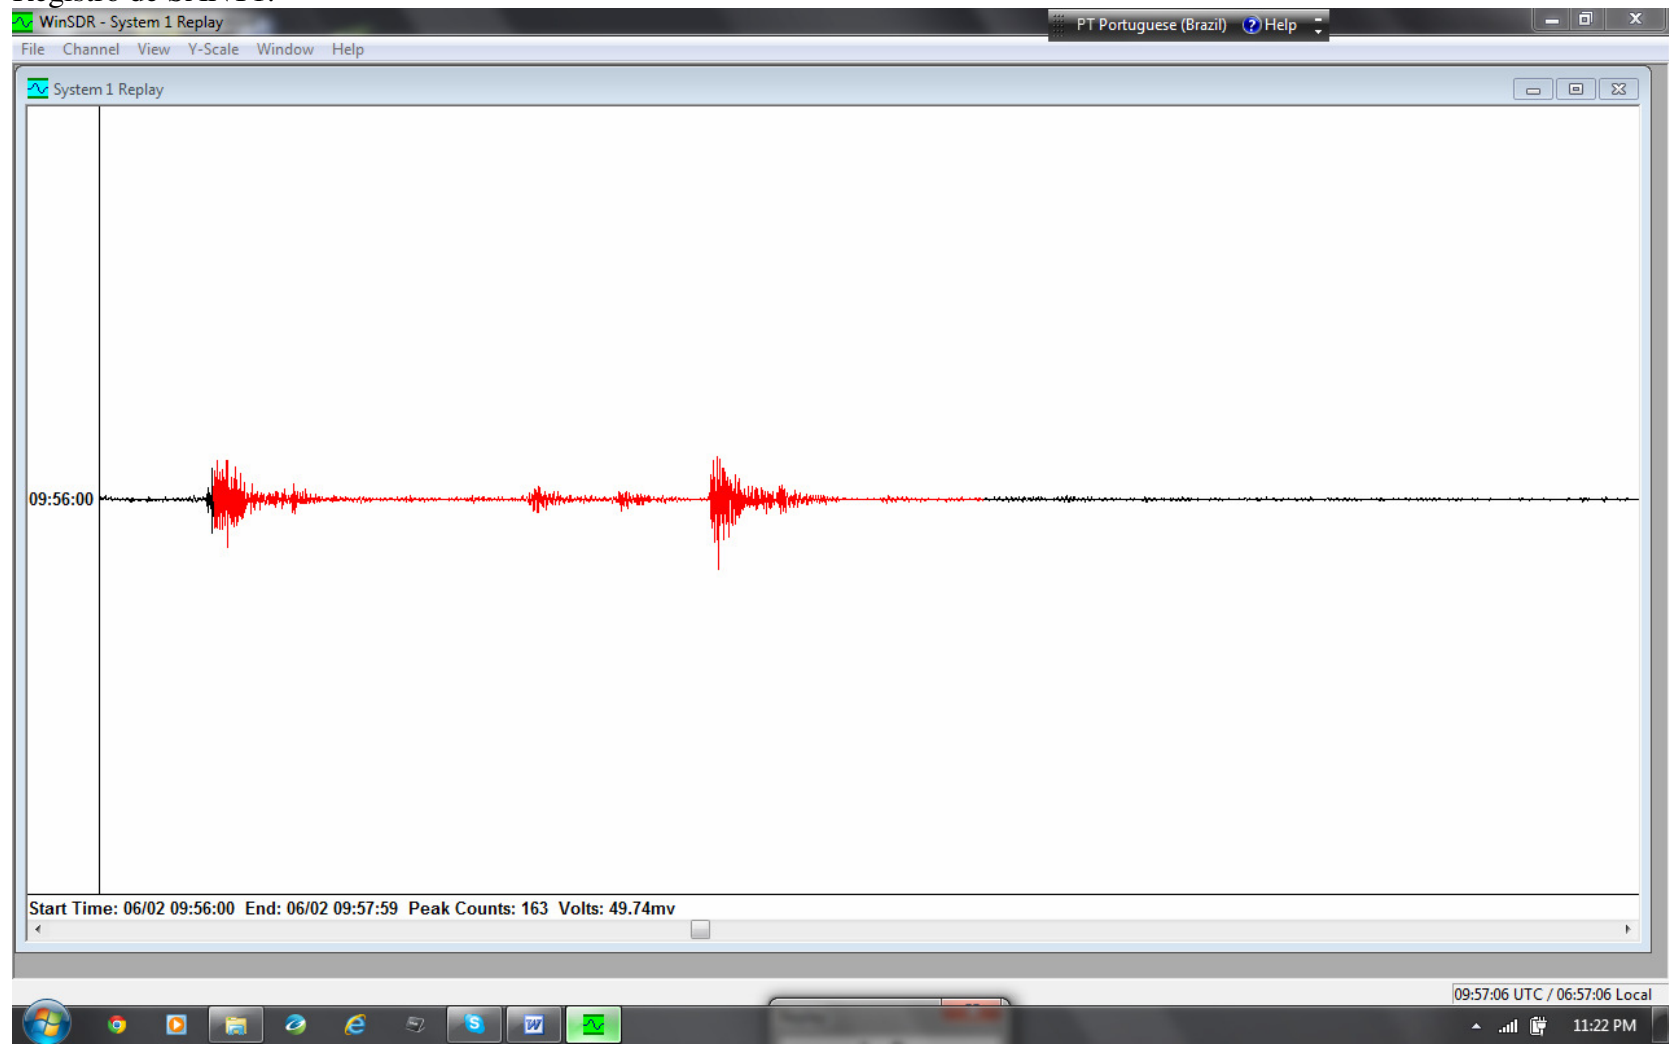 WinSDR - System 1 Replay
PT Portuguese (Brazil) Help
File Channel View Y-Scale Window Help
System 1 Replay
09:56:00
Start Time: 06/02 09:56:00 End: 06/02 09:57:59 Peak Counts: 163 Volts: 49.74mv
09:57:06 UTC / 06:57:06 Local
11:22 PM